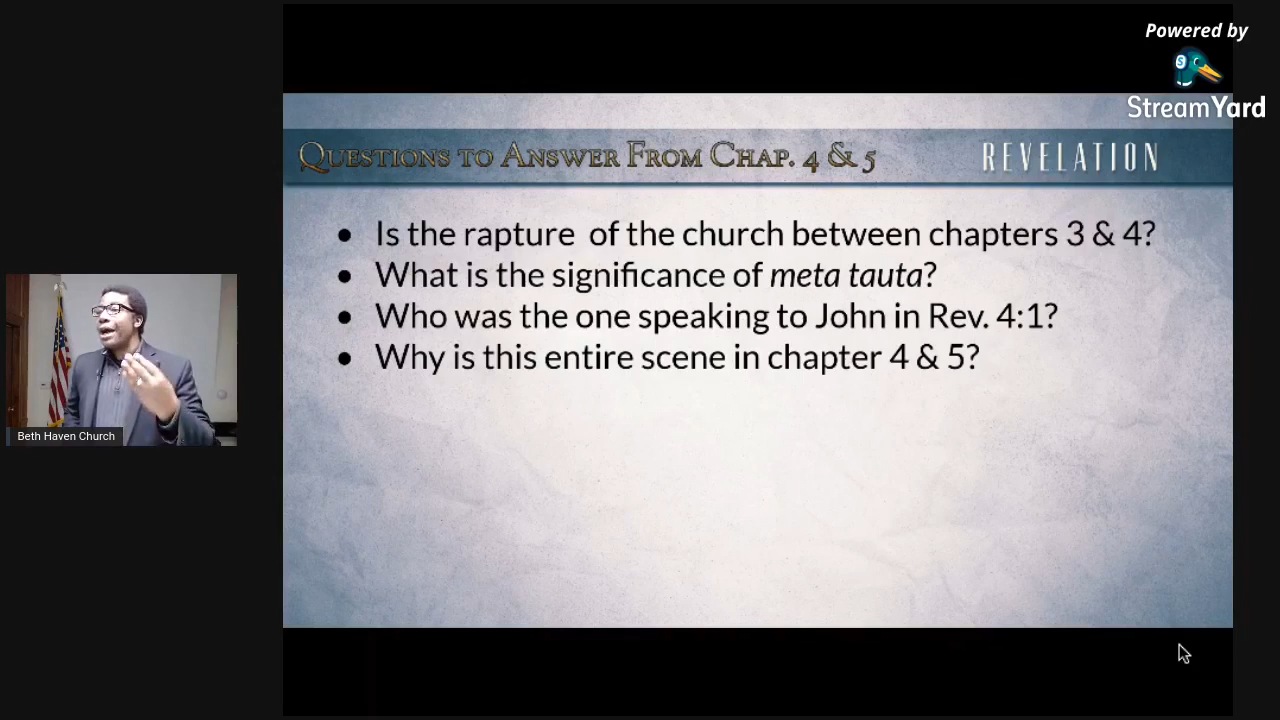 Powered by
StreamYard
Questions to Answer From Chap. 4 & 5
REVELATION
• Is the rapture of the church between chapters 3 & 4?
• What is the significance of meta tauta?
• Who was the one speaking to John in Rev. 4:1?
• Why is this entire scene in chapter 4 & 5?
Beth Haven Church